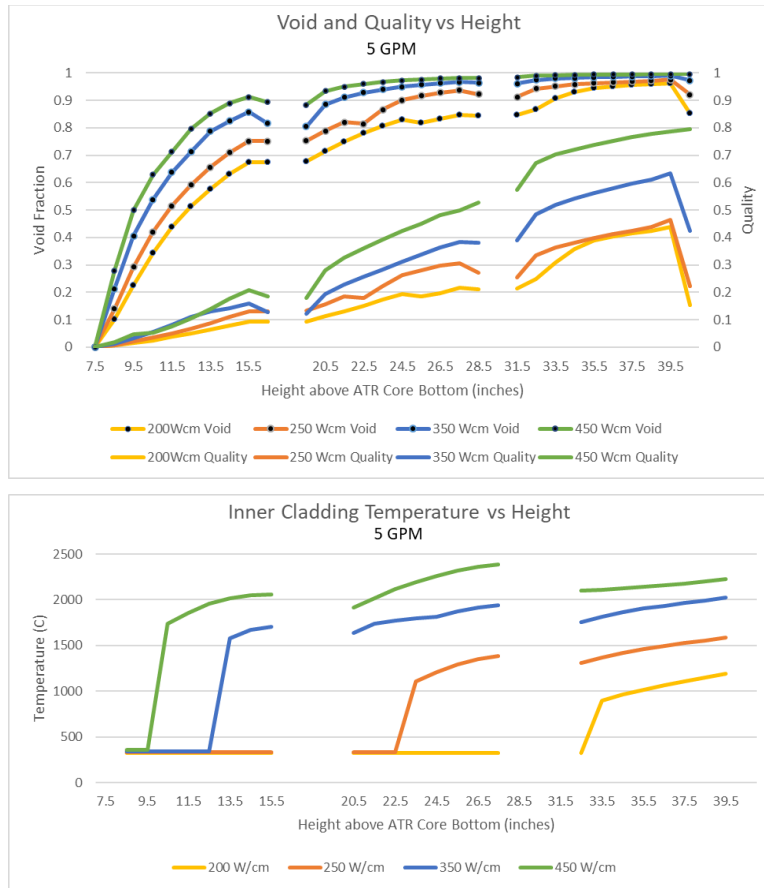 Void and Quality vs Height
5 GPM
1
0.9
0.8
0.7
0.6
0.5
0.4
0.3
0.2
0.1
0
Void Fraction
1
0.9
0.8
0.7
0.6
0.5
0.4
0.3
0.2
0.1
0
Quality
7.5 9.5 11.5 13.5 15.5 20.5 22.5 24.5 26.5 28.5 31.5 33.5 35.5 37.5 39.5
Height above ATR Core Bottom (inches)
200Wcm Void 250 Wcm Void 350 Wcm Void 450 Wcm Void
200Wcm Quality 250 Wcm Quality 350 Wcm Quality 450 Wcm Quality
Inner Cladding Temperature vs Height
5 GPM
2500
2000
1500
1000
500
0
Temperature (C)
7.5 9.5 11.5 13.5 15.5 20.5 22.5 24.5 26.5 28.5 31.5 33.5 35.5 37.5 39.5
Height above ATR Core Bottom (inches)
200 W/cm 250 W/cm 350 W/cm 450 W/cm